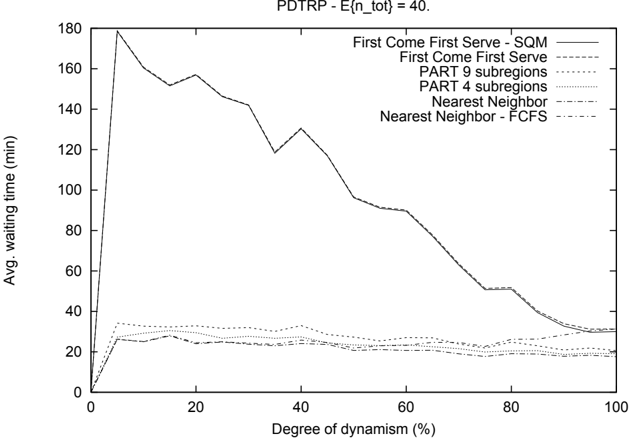 PDTRP - E{n_tot} = 40.
180
160
140
120
100
80
60
40
20
0
0 20 40 60 80 100
Avg. waiting time (min)
Degree of dynamism (%)
First Come First Serve - SQM
First Come First Serve
PART 9 subregions
PART 4 subregions
Nearest Neighbor
Nearest Neighbor - FCFS